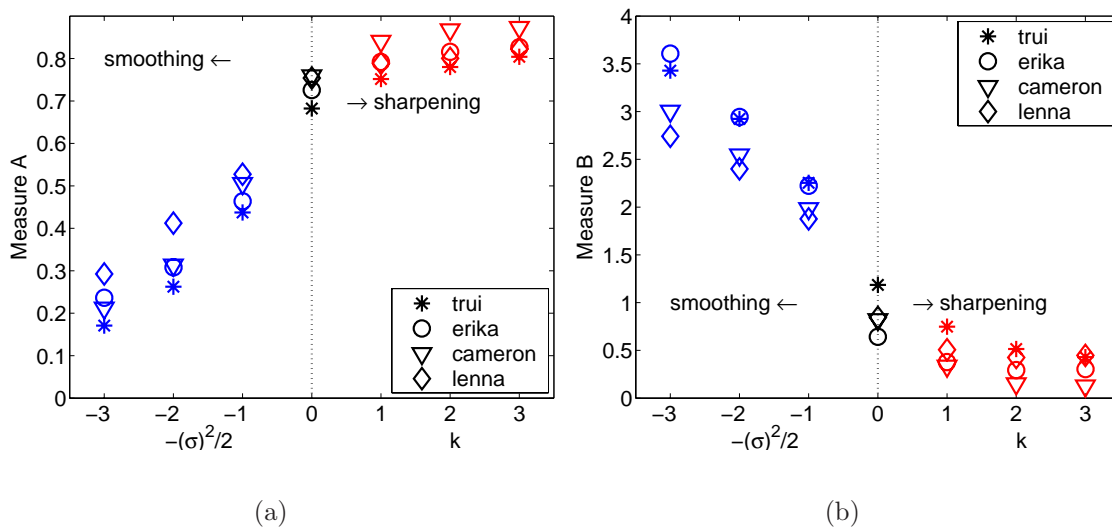 0.8
0.7
0.6
0.5
0.4
0.3
0.2
0.1
0
Measure A
smoothing ←
→ sharpening
trui
erika
cameron
lenna
−3 −2 −1 0 1 2 3
−(σ)²/2 k
(a)
4
3.5
3
2.5
2
1.5
1
0.5
0
Measure B
trui
erika
cameron
lenna
smoothing ← → sharpening
−3 −2 −1 0 1 2 3
−(σ)²/2 k
(b)